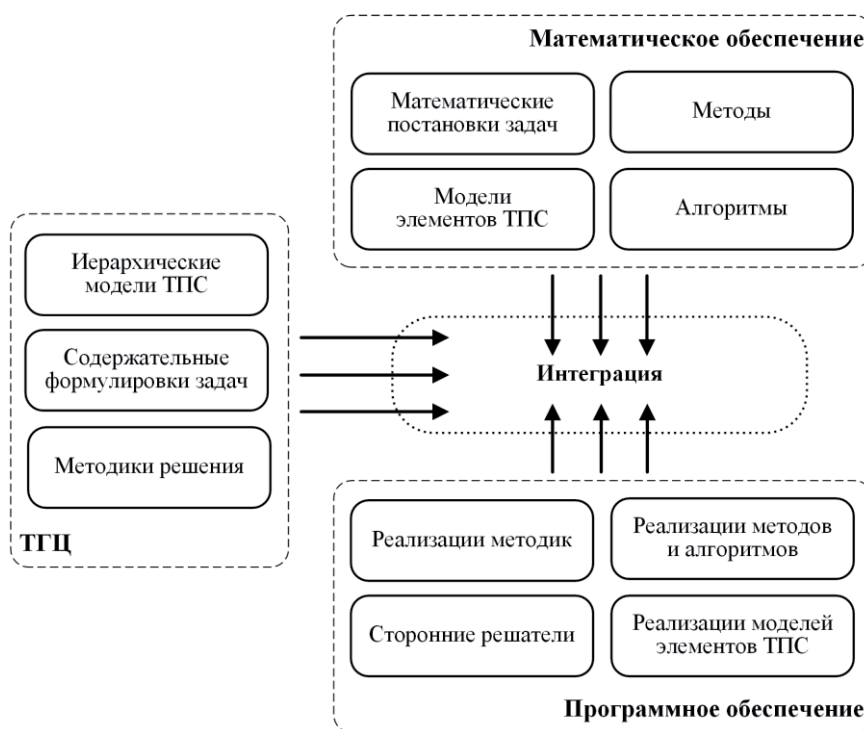 Математическое обеспечение
Математические
постановки задач
Методы
Модели
элементов ТПС
Алгоритмы
Иерархические
модели ТПС
Содержательные
формулировки задач
Методики решения
ТГЦ
Интеграция
Реализации методик
Реализации методов
и алгоритмов
Сторонние решатели
Реализации моделей
элементов ТПС
Программное обеспечение